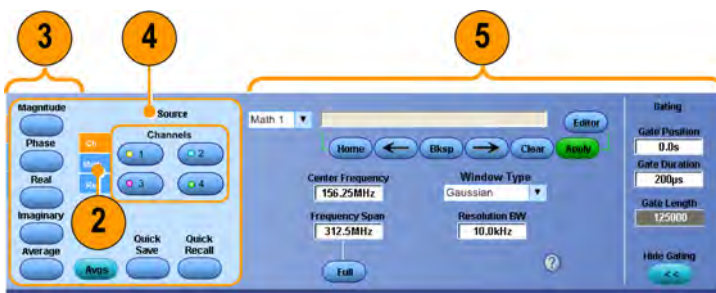 3
4
5
Magnitude
Phase
Real
Imaginary
Average
Source
Ch
Channels
1
2
3
4
2
Quick Save
Quick Recall
Avgs
Math 1
Editor
Home
←
Bksp
→
Clear
Apply
Center Frequency
156.25MHz
Window Type
Gaussian
Frequency Span
312.5MHz
Resolution BW
10.0kHz
Full
?
Gating
Gate Position
0.0s
Gate Duration
200µs
Gate Length
125000
Hide Gating
<<